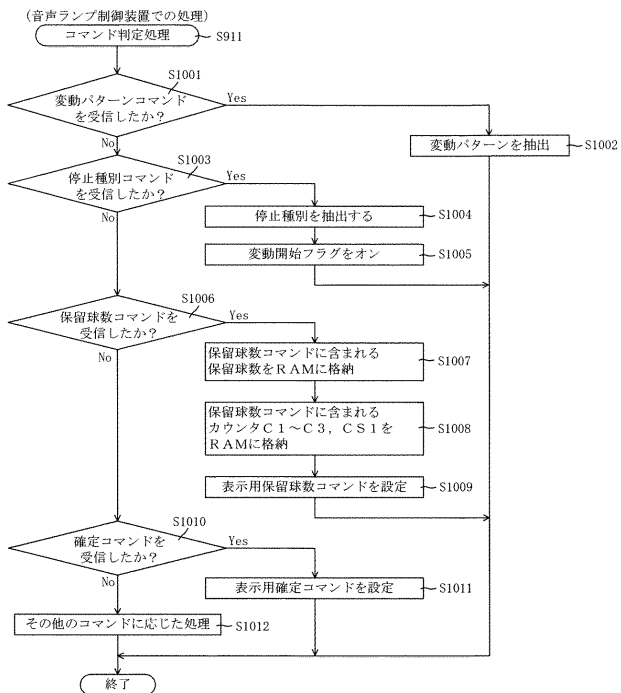 (音声ランプ制御装置での処理)
コマンド判定処理
S911
S1001
変動パターンコマンド
を受信したか?
Yes
No
変動パターンを抽出
S1002
S1003
停止種別コマンド
を受信したか?
Yes
No
停止種別を抽出する
S1004
変動開始フラグをオン
S1005
S1006
保留球数コマンドを
受信したか?
Yes
No
保留球数コマンドに含まれる
保留球数をRAMに格納
S1007
保留球数コマンドに含まれる
カウンタC1~C3,CS1を
RAMに格納
S1008
表示用保留球数コマンドを設定
S1009
S1010
確定コマンドを
受信したか?
Yes
No
表示用確定コマンドを設定
S1011
その他のコマンドに応じた処理
S1012
終了